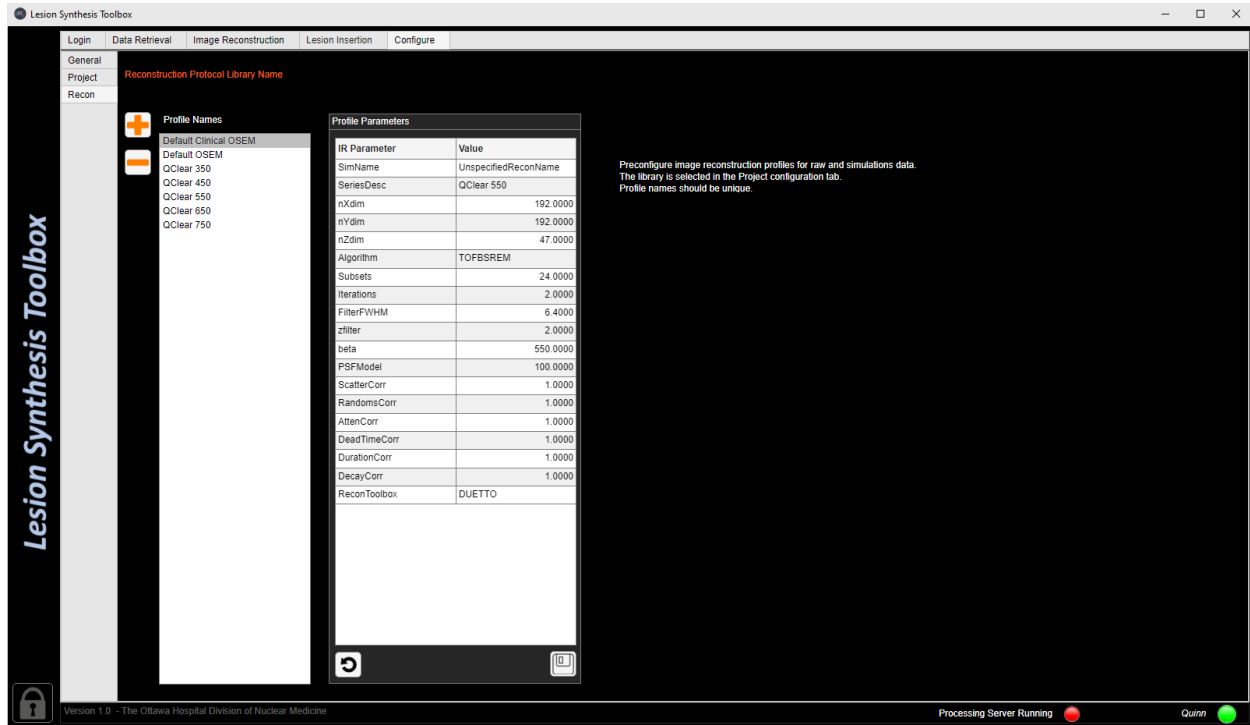 Lesion Synthesis Toolbox
Login Data Retrieval Image Reconstruction Lesion Insertion Configure
General
Project
Recon
Reconstruction Protocol Library Name
Profile Names
Default Clinical OSEM
Default OSEM
QClear 350
QClear 450
QClear 550
QClear 650
QClear 750
Profile Parameters
IR Parameter Value
SimName UnspecifiedReconName
SeriesDesc QClear 550
nXdim 192.0000
nYdim 192.0000
nZdim 47.0000
Algorithm TOFBSREM
Subsets 24.0000
Iterations 2.0000
FilterFWHM 6.4000
zfilter 2.0000
beta 550.0000
PSFModel 100.0000
ScatterCorr 1.0000
RandomsCorr 1.0000
AttenCorr 1.0000
DeadTimeCorr 1.0000
DurationCorr 1.0000
DecayCorr 1.0000
ReconToolbox DUETTO
Preconfigure image reconstruction profiles for raw and simulations data.
The library is selected in the Project configuration tab.
Profile names should be unique.
Lesion Synthesis Toolbox
Version 1.0 - The Ottawa Hospital Division of Nuclear Medicine
Processing Server Running
Quinn